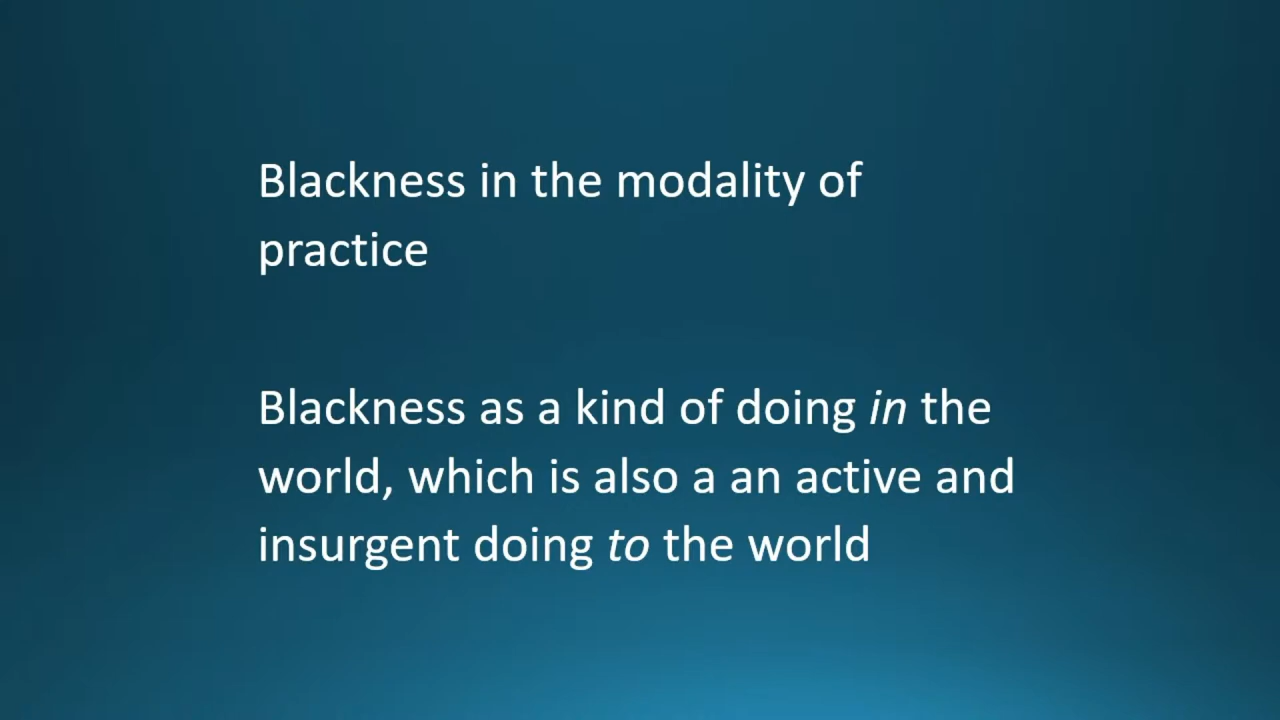 Blackness in the modality of
practice
Blackness as a kind of doing in the
world, which is also a an active and
insurgent doing to the world